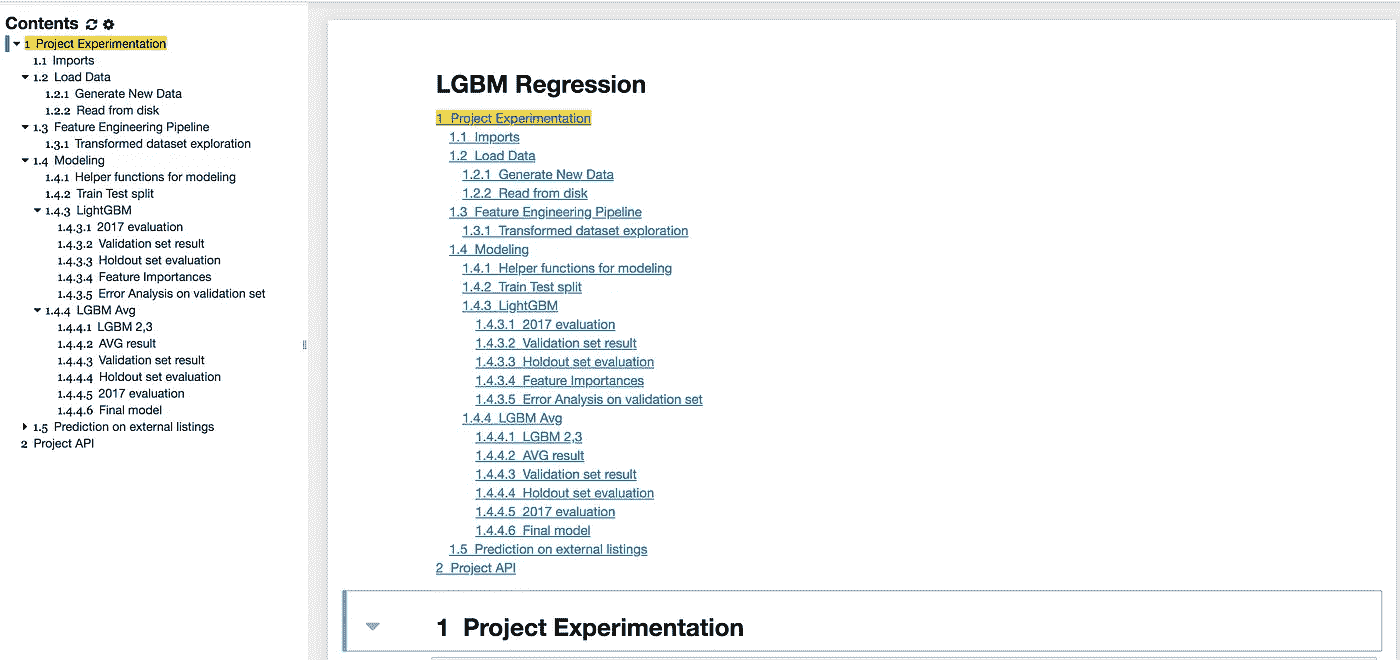 Contents
1 Project Experimentation
1.1 Imports
1.2 Load Data
1.2.1 Generate New Data
1.2.2 Read from disk
1.3 Feature Engineering Pipeline
1.3.1 Transformed dataset exploration
1.4 Modeling
1.4.1 Helper functions for modeling
1.4.2 Train Test split
1.4.3 LightGBM
1.4.3.1 2017 evaluation
1.4.3.2 Validation set result
1.4.3.3 Holdout set evaluation
1.4.3.4 Feature Importances
1.4.3.5 Error Analysis on validation set
1.4.4 LGBM Avg
1.4.4.1 LGBM 2,3
1.4.4.2 AVG result
1.4.4.3 Validation set result
1.4.4.4 Holdout set evaluation
1.4.4.5 2017 evaluation
1.4.4.6 Final model
1.5 Prediction on external listings
2 Project API
LGBM Regression
1 Project Experimentation
1.1 Imports
1.2 Load Data
1.2.1 Generate New Data
1.2.2 Read from disk
1.3 Feature Engineering Pipeline
1.3.1 Transformed dataset exploration
1.4 Modeling
1.4.1 Helper functions for modeling
1.4.2 Train Test split
1.4.3 LightGBM
1.4.3.1 2017 evaluation
1.4.3.2 Validation set result
1.4.3.3 Holdout set evaluation
1.4.3.4 Feature Importances
1.4.3.5 Error Analysis on validation set
1.4.4 LGBM Avg
1.4.4.1 LGBM 2,3
1.4.4.2 AVG result
1.4.4.3 Validation set result
1.4.4.4 Holdout set evaluation
1.4.4.5 2017 evaluation
1.4.4.6 Final model
1.5 Prediction on external listings
2 Project API
1 Project Experimentation